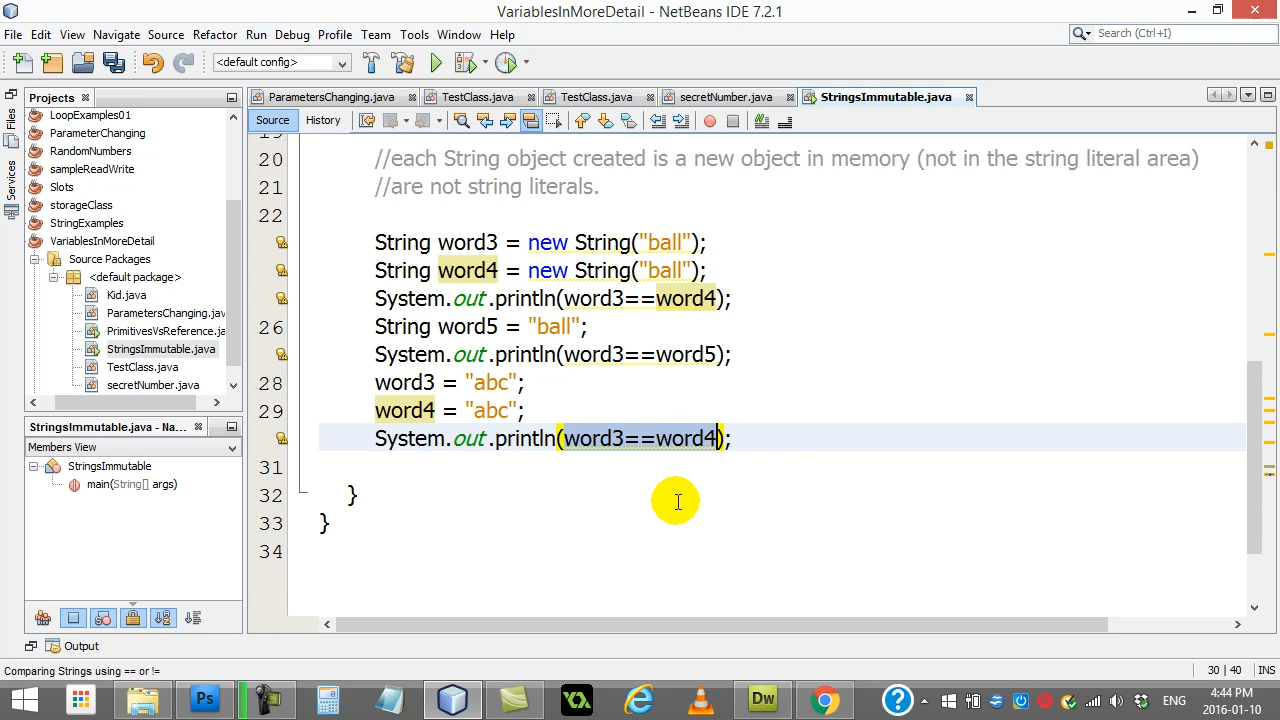 VariablesInMoreDetail - NetBeans IDE 7.2.1
File Edit View Navigate Source Refactor Run Debug Profile Team Tools Window Help
Search (Ctrl+I)
<default config>
Projects
ParametersChanging.java TestClass.java TestClass.java secretNumber.java StringsImmutable.java
Files
Services
LoopExamples01
ParameterChanging
RandomNumbers
sampleReadWrite
Slots
storageClass
StringExamples
VariablesInMoreDetail
Source Packages
<default package>
Kid.java
ParametersChanging.jav
PrimitivesVsReference.ja
StringsImmutable.java
TestClass.java
secretNumber.java
StringsImmutable.java - Na...
Members View
StringsImmutable
main(String[] args)
Source History
20 //each String object created is a new object in memory (not in the string literal area)
21 //are not string literals.
22
String word3 = new String("ball");
String word4 = new String("ball");
System.out.println(word3==word4);
26 String word5 = "ball";
System.out.println(word3==word5);
28 word3 = "abc";
29 word4 = "abc";
System.out.println(word3==word4);
31
32 }
33 }
34
Output
Comparing Strings using == or !=
30 | 40 INS
Ps
Dw
ENG
4:44 PM
2016-01-10